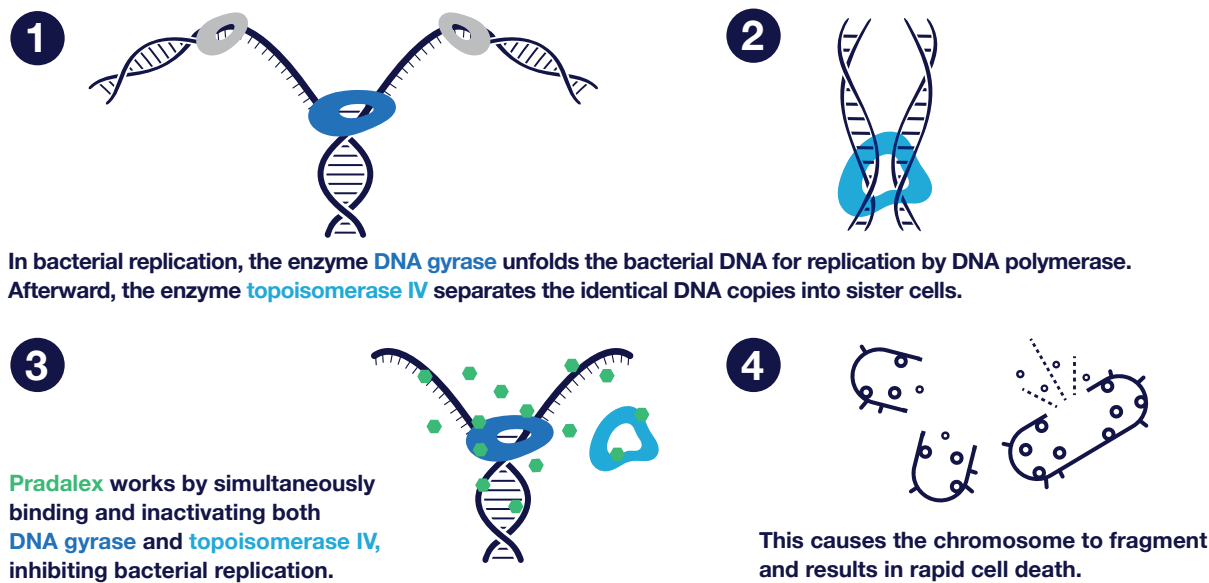 1
2
In bacterial replication, the enzyme DNA gyrase unfolds the bacterial DNA for replication by DNA polymerase.
Afterward, the enzyme topoisomerase IV separates the identical DNA copies into sister cells.
3
Pradalex works by simultaneously
binding and inactivating both
DNA gyrase and topoisomerase IV,
inhibiting bacterial replication.
4
This causes the chromosome to fragment
and results in rapid cell death.